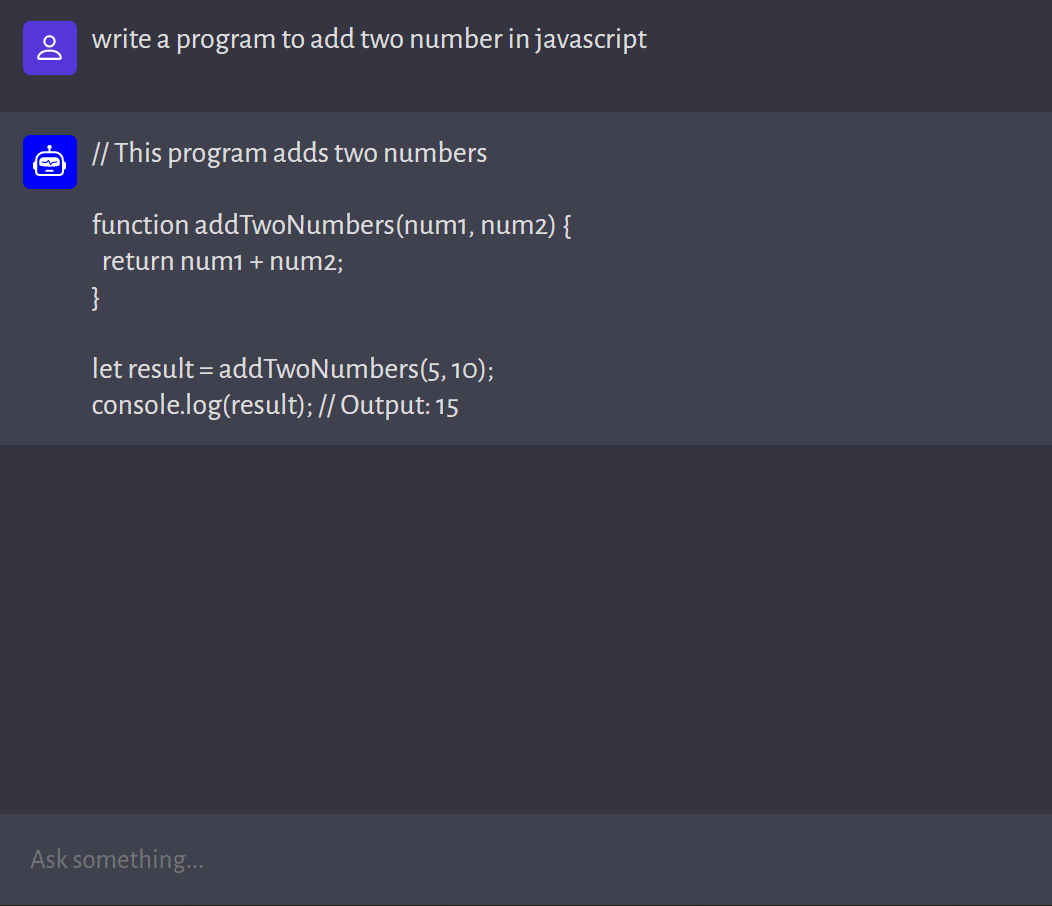 write a program to add two number in javascript
// This program adds two numbers
function addTwoNumbers(num1, num2) {
  return num1 + num2;
}
let result = addTwoNumbers(5, 10);
console.log(result); // Output: 15
Ask something...